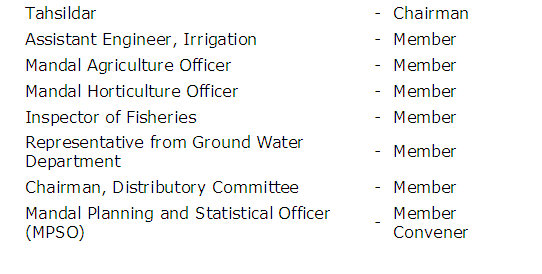 Tahsildar - Chairman
Assistant Engineer, Irrigation - Member
Mandal Agriculture Officer - Member
Mandal Horticulture Officer - Member
Inspector of Fisheries - Member
Representative from Ground Water
Department - Member
Chairman, Distributory Committee - Member
Mandal Planning and Statistical Officer - Member
(MPSO) Convener